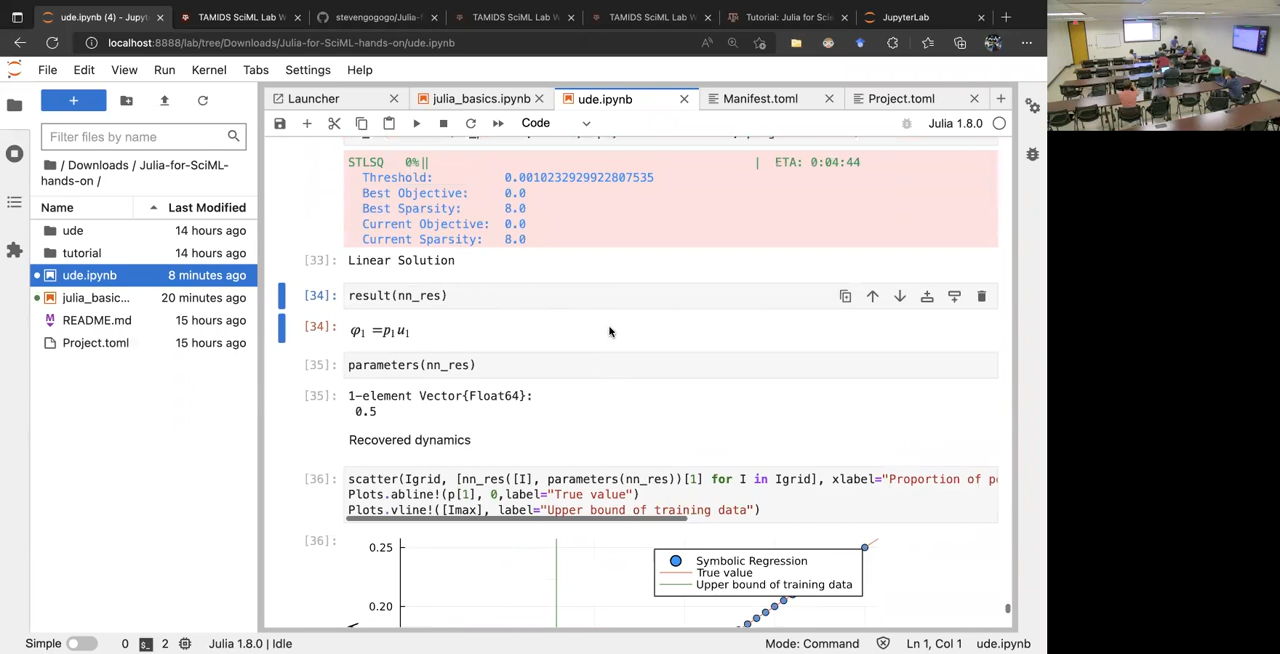 ude.ipynb (4) - Jupyt
TAMIDS SciML Lab W
stevengogogo/Julia-
TAMIDS SciML Lab W
TAMIDS SciML Lab W
Tutorial: Julia for Scie
JupyterLab
localhost:8888/lab/tree/Downloads/Julia-for-SciML-hands-on/ude.ipynb
File Edit View Run Kernel Tabs Settings Help
Launcher
julia_basics.ipynb
ude.ipynb
Manifest.toml
Project.toml
Code
Julia 1.8.0
Filter files by name
/ Downloads / Julia-for-SciML-
hands-on /
Name Last Modified
ude 14 hours ago
tutorial 14 hours ago
ude.ipynb 8 minutes ago
julia_basic... 20 minutes ago
README.md 15 hours ago
Project.toml 15 hours ago
STLSQ 0%|| | ETA: 0:04:44
Threshold: 0.0010232929922807535
Best Objective: 0.0
Best Sparsity: 8.0
Current Objective: 0.0
Current Sparsity: 8.0
[33]: Linear Solution
[34]: result(nn_res)
[34]: φ₁ =p₁u₁
[35]: parameters(nn_res)
[35]: 1-element Vector{Float64}:
0.5
Recovered dynamics
[36]: scatter(Igrid, [nn_res([I], parameters(nn_res))[1] for I in Igrid], xlabel="Proportion of po
Plots.abline!(p[1], 0,label="True value")
Plots.vline!([Imax], label="Upper bound of training data")
[36]:
0.25
Symbolic Regression
True value
Upper bound of training data
0.20
Simple 0 2 Julia 1.8.0 | Idle Mode: Command Ln 1, Col 1 ude.ipynb